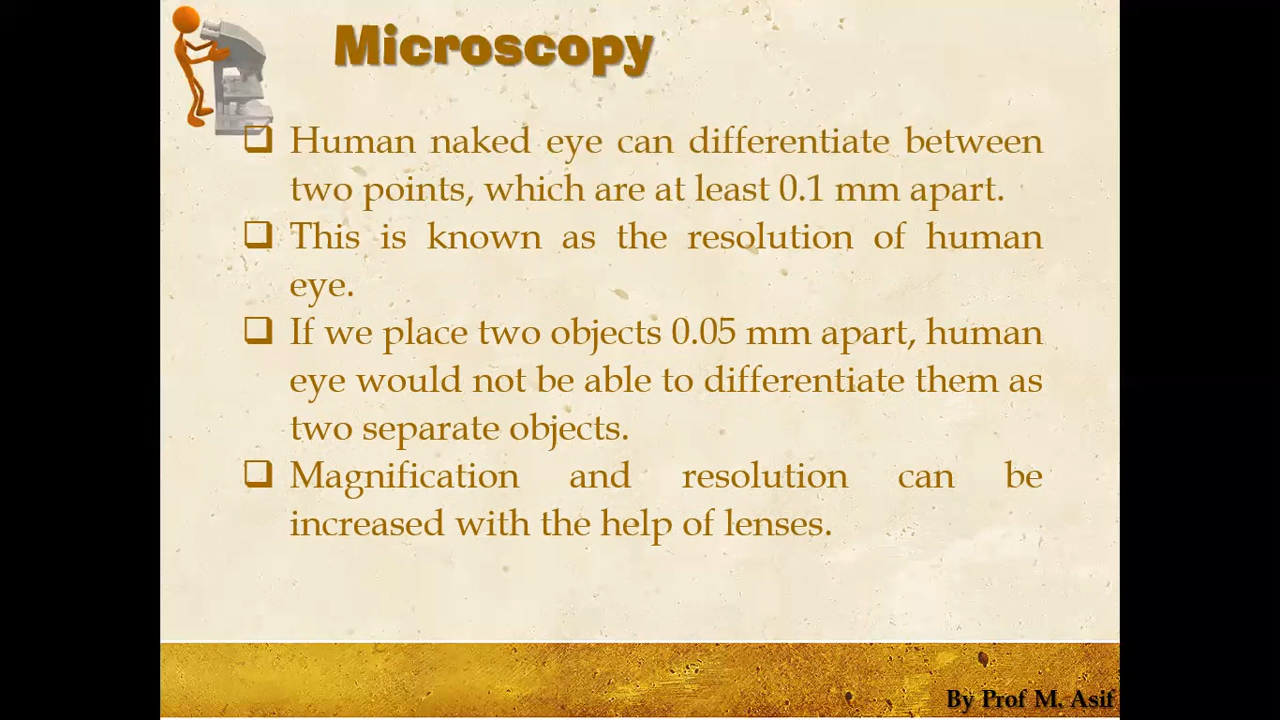 Microscopy
❑ Human naked eye can differentiate between
two points, which are at least 0.1 mm apart.
❑ This is known as the resolution of human
eye.
❑ If we place two objects 0.05 mm apart, human
eye would not be able to differentiate them as
two separate objects.
❑ Magnification and resolution can be
increased with the help of lenses.
By Prof M. Asif